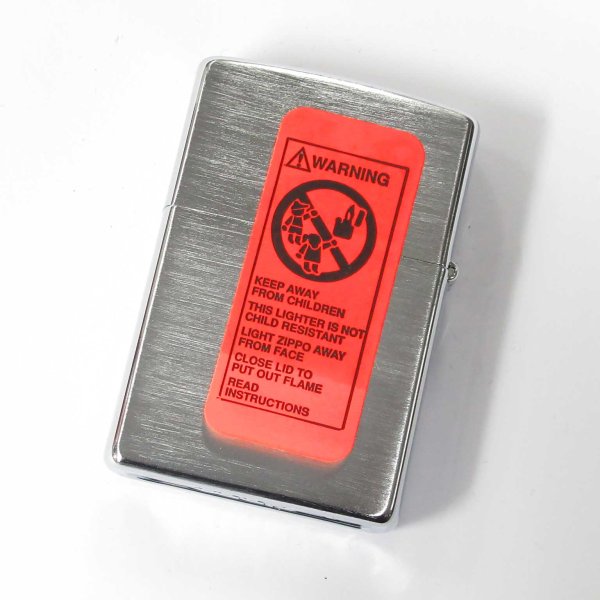 WARNING
KEEP AWAY
FROM CHILDREN
THIS LIGHTER IS NOT
CHILD RESISTANT
LIGHT ZIPPO AWAY
FROM FACE
CLOSE LID TO
PUT OUT FLAME
READ
INSTRUCTIONS